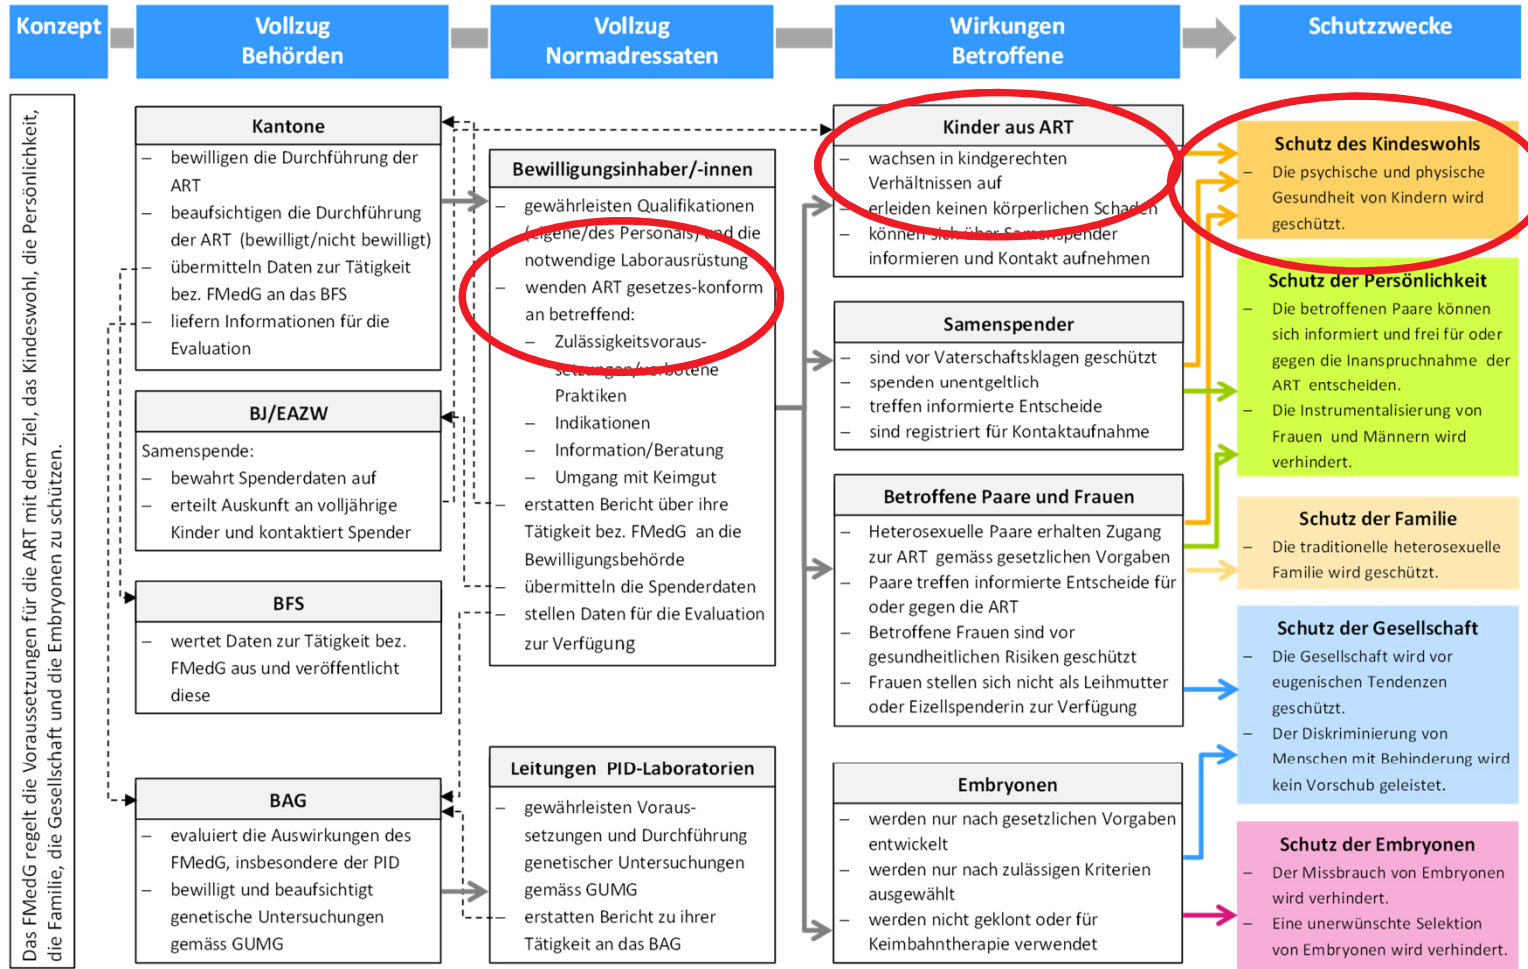 Konzept
Vollzug
Behörden
Vollzug
Normadressaten
Wirkungen
Betroffene
Schutzzwecke
Das FMedG regelt die Voraussetzungen für die ART mit dem Ziel, das Kindeswohl, die Persönlichkeit,
die Familie, die Gesellschaft und die Embryonen zu schützen.
Kantone
– bewilligen die Durchführung der
ART
– beaufsichtigen die Durchführung
der ART (bewilligt/nicht bewilligt)
– übermitteln Daten zur Tätigkeit
bez. FMedG an das BFS
– liefern Informationen für die
Evaluation
BJ/EAZW
Samenspende:
– bewahrt Spenderdaten auf
– erteilt Auskunft an volljährige
Kinder und kontaktiert Spender
BFS
– wertet Daten zur Tätigkeit bez.
FMedG aus und veröffentlicht
diese
BAG
– evaluiert die Auswirkungen des
FMedG, insbesondere der PID
– bewilligt und beaufsichtigt
genetische Untersuchungen
gemäss GUMG
Bewilligungsinhaber/-innen
– gewährleisten Qualifikationen
(eigene/des Personals) und die
notwendige Laborausrüstung
– wenden ART gesetzes-konform
an betreffend:
– Zulässigkeitsvoraus-
setzungen/verbotene
Praktiken
– Indikationen
– Information/Beratung
– Umgang mit Keimgut
– erstatten Bericht über ihre
Tätigkeit bez. FMedG an die
Bewilligungsbehörde
– übermitteln die Spenderdaten
– stellen Daten für die Evaluation
zur Verfügung
Leitungen PID-Laboratorien
– gewährleisten Voraus-
setzungen und Durchführung
genetischer Untersuchungen
gemäss GUMG
– erstatten Bericht zu ihrer
Tätigkeit an das BAG
Kinder aus ART
– wachsen in kindgerechten
Verhältnissen auf
– erleiden keinen körperlichen Schaden
– können sich über Samenspender
informieren und Kontakt aufnehmen
Samenspender
– sind vor Vaterschaftsklagen geschützt
– spenden unentgeltlich
– treffen informierte Entscheide
– sind registriert für Kontaktaufnahme
Betroffene Paare und Frauen
– Heterosexuelle Paare erhalten Zugang
zur ART gemäss gesetzlichen Vorgaben
– Paare treffen informierte Entscheide für
oder gegen die ART
– Betroffene Frauen sind vor
gesundheitlichen Risiken geschützt
– Frauen stellen sich nicht als Leihmutter
oder Eizellspenderin zur Verfügung
Embryonen
– werden nur nach gesetzlichen Vorgaben
entwickelt
– werden nur nach zulässigen Kriterien
ausgewählt
– werden nicht geklont oder für
Keimbahntherapie verwendet
Schutz des Kindeswohls
– Die psychische und physische
Gesundheit von Kindern wird
geschützt.
Schutz der Persönlichkeit
– Die betroffenen Paare können
sich informiert und frei für oder
gegen die Inanspruchnahme der
ART entscheiden.
– Die Instrumentalisierung von
Frauen und Männern wird
verhindert.
Schutz der Familie
– Die traditionelle heterosexuelle
Familie wird geschützt.
Schutz der Gesellschaft
– Die Gesellschaft wird vor
eugenischen Tendenzen
geschützt.
– Der Diskriminierung von
Menschen mit Behinderung wird
kein Vorschub geleistet.
Schutz der Embryonen
– Der Missbrauch von Embryonen
wird verhindert.
– Eine unerwünschte Selektion
von Embryonen wird verhindert.